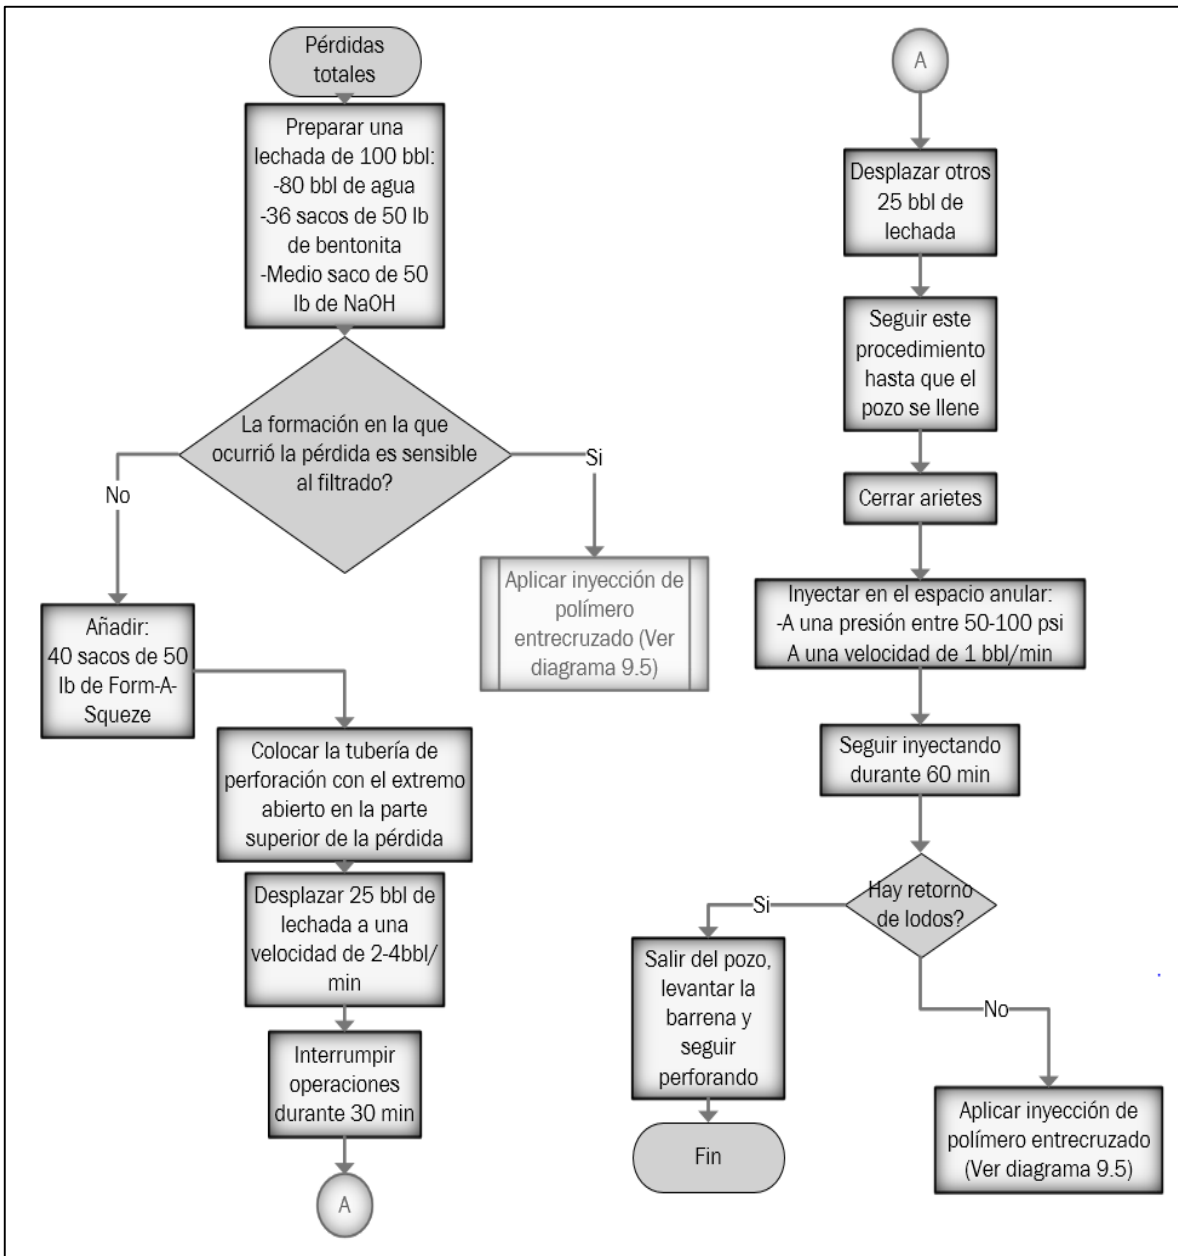 Pérdidas
totales
Preparar una
lechada de 100 bbl:
-80 bbl de agua
-36 sacos de 50 lb
de bentonita
-Medio saco de 50
lb de NaOH
La formación en la que
ocurrió la pérdida es sensible
al filtrado?
No
Si
Aplicar inyección de
polímero
entrecruzado (Ver
diagrama 9.5)
Añadir:
40 sacos de 50
lb de Form-A-
Squeze
Colocar la tubería de
perforación con el extremo
abierto en la parte
superior de la pérdida
Desplazar 25 bbl de
lechada a una
velocidad de 2-4bbl/
min
Interrumpir
operaciones
durante 30 min
A
A
Desplazar otros
25 bbl de
lechada
Seguir este
procedimiento
hasta que el
pozo se llene
Cerrar arietes
Inyectar en el espacio anular:
-A una presión entre 50-100 psi
A una velocidad de 1 bbl/min
Seguir inyectando
durante 60 min
Hay retorno
de lodos?
Si
Salir del pozo,
levantar la
barrena y
seguir
perforando
Fin
No
Aplicar inyección de
polímero entrecruzado
(Ver diagrama 9.5)